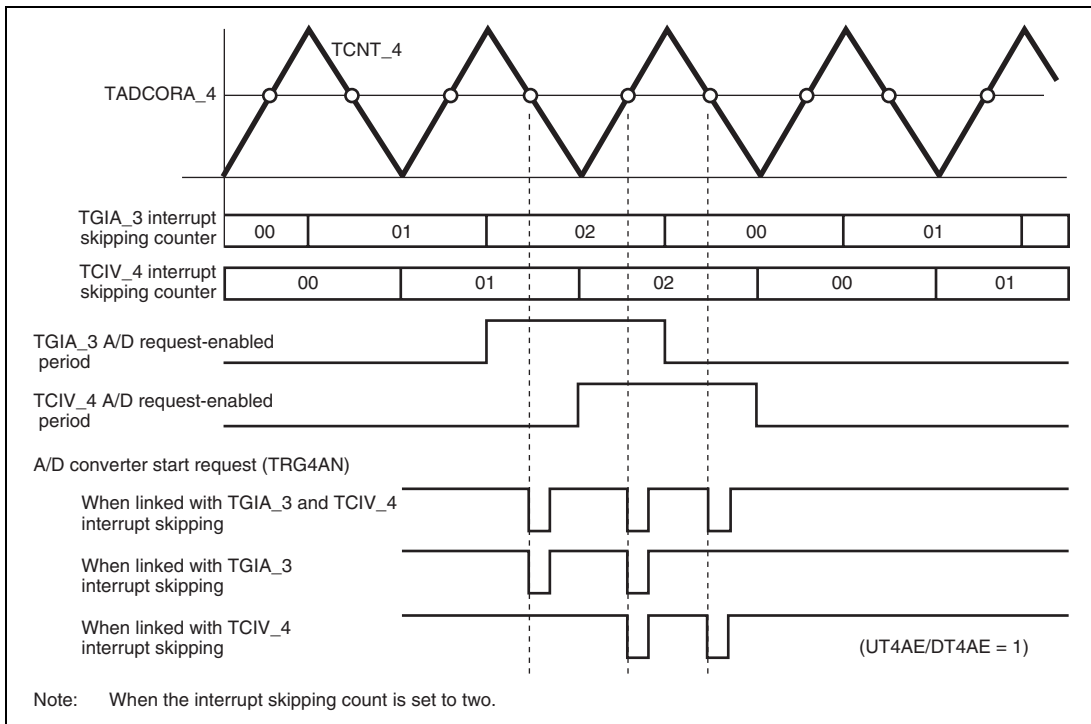 TCNT_4
TADCORA_4
TGIA_3 interrupt
skipping counter
00 01 02 00 01
TCIV_4 interrupt
skipping counter
00 01 02 00 01
TGIA_3 A/D request-enabled
period
TCIV_4 A/D request-enabled
period
A/D converter start request (TRG4AN)
When linked with TGIA_3 and TCIV_4
interrupt skipping
When linked with TGIA_3
interrupt skipping
When linked with TCIV_4
interrupt skipping
(UT4AE/DT4AE = 1)
Note: When the interrupt skipping count is set to two.